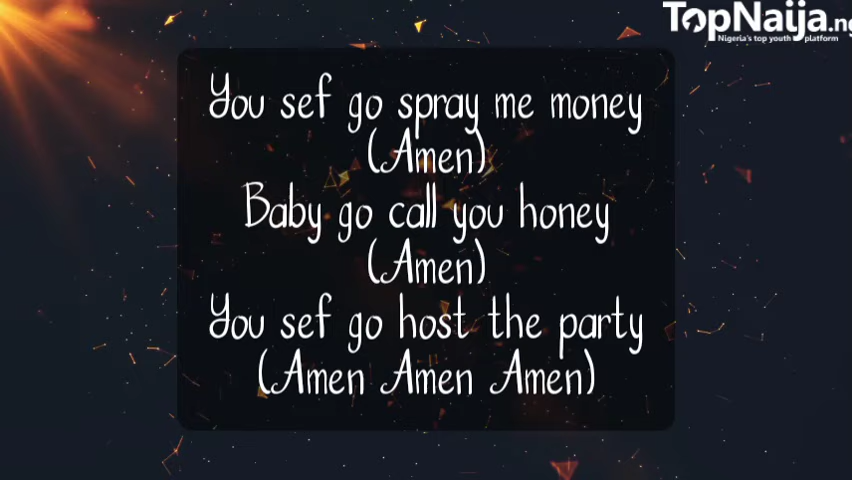 TopNaija.ng
Nigeria's top youth platform
You sef go spray me money
(Amen)
Baby go call you honey
(Amen)
You sef go host the party
(Amen Amen Amen)